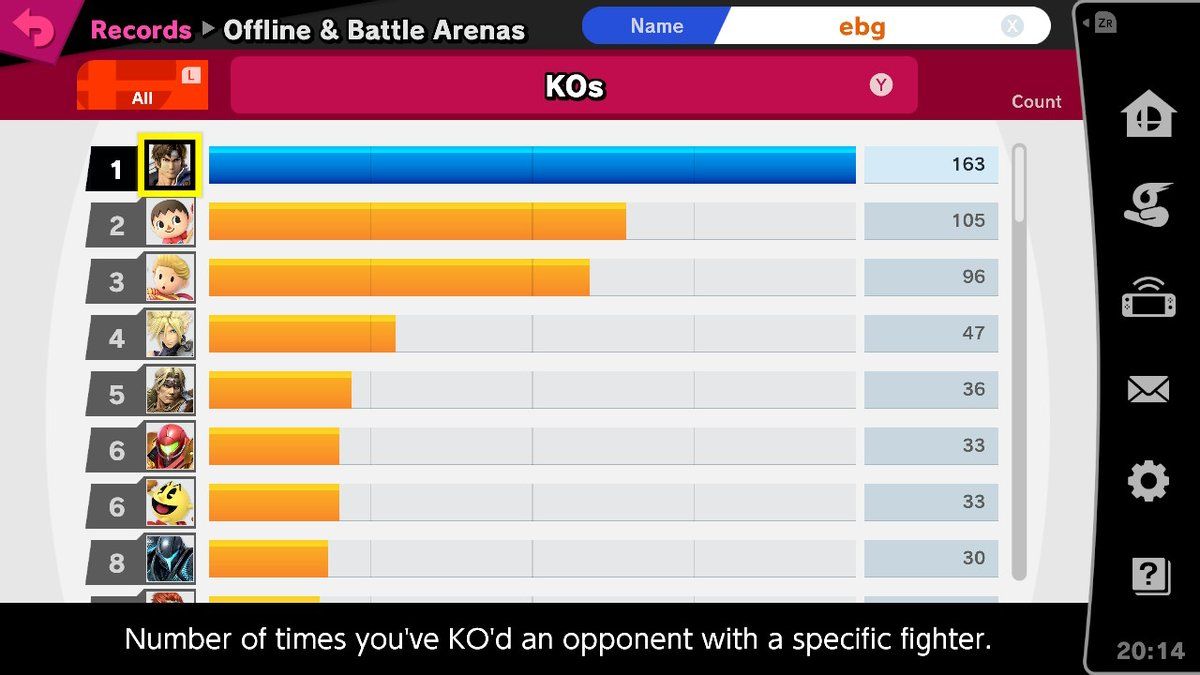 Records ▶ Offline & Battle Arenas
Name
ebg
X
ZR
All
L
KOs
Y
Count
1
163
2
105
3
96
4
47
5
36
6
33
6
33
8
30
Number of times you've KO'd an opponent with a specific fighter.
?
20:14